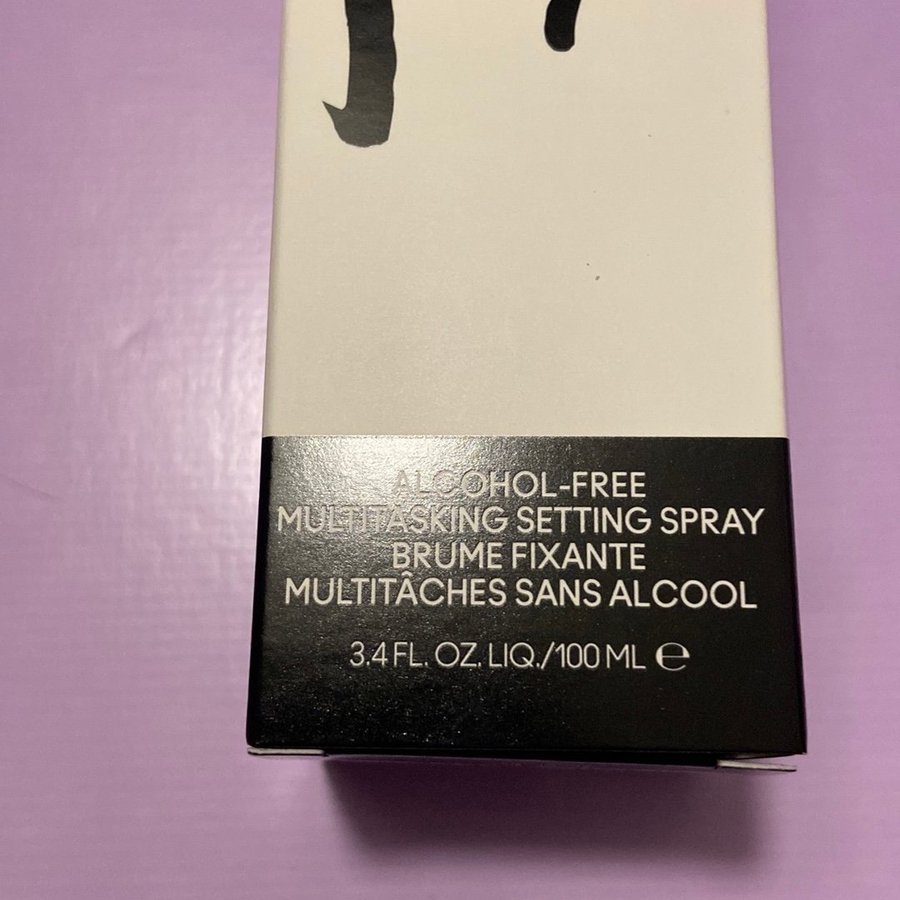 ALCOHOL-FREE
MULTITASKING SETTING SPRAY
BRUME FIXANTE
MULTITÂCHES SANS ALCOOL
3.4 FL. OZ. LIQ./100 ML ℮